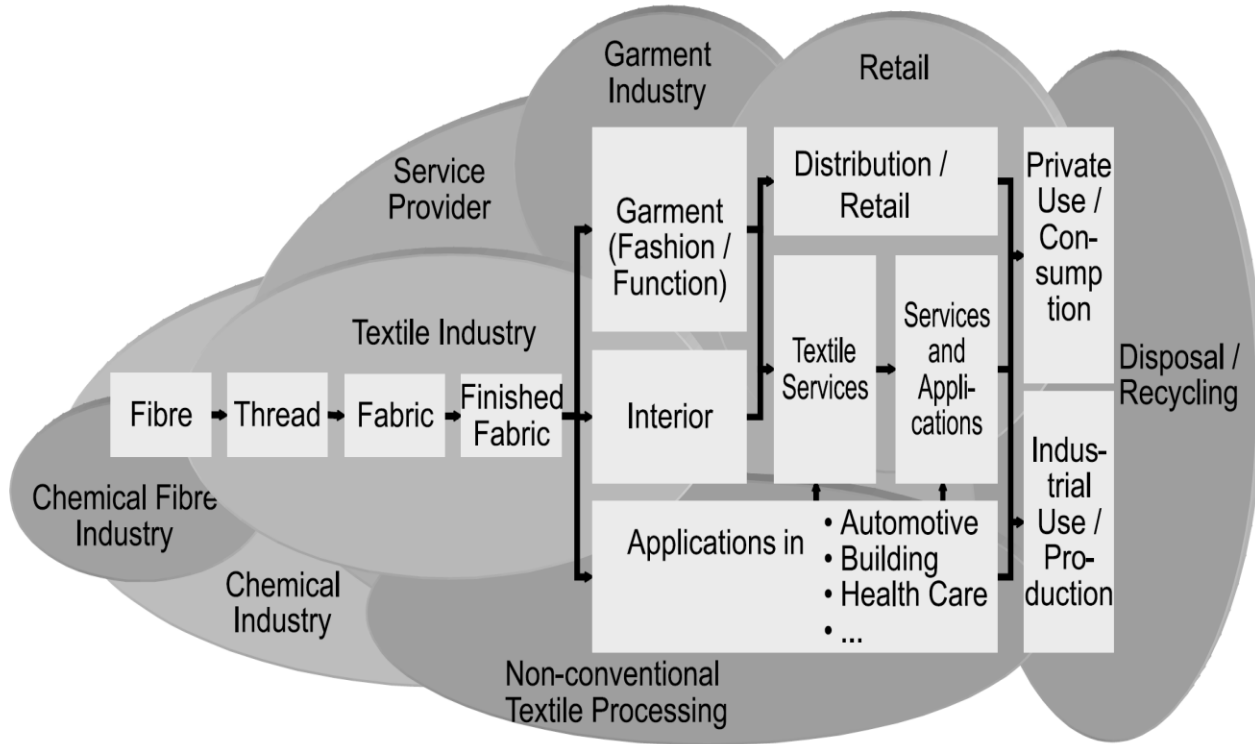 Garment
Industry
Retail
Service
Provider
Garment
(Fashion /
Function)
Distribution /
Retail
Private
Use /
Con-
sump
tion
Textile Industry
Textile
Services
Services
and
Appli-
cations
Disposal /
Recycling
Fibre
Thread
Fabric
Finished
Fabric
Interior
Indus-
trial
Use /
Pro-
duction
Chemical Fibre
Industry
Chemical
Industry
Applications in
• Automotive
• Building
• Health Care
• ...
Non-conventional
Textile Processing